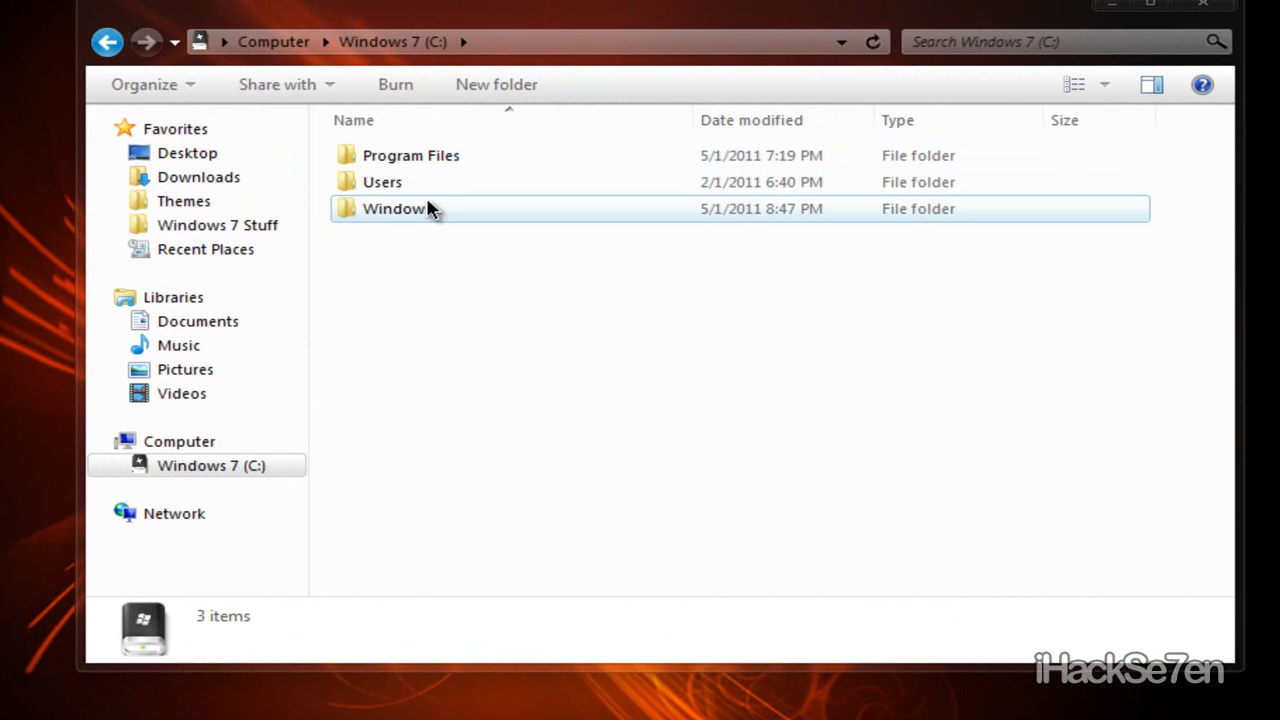 Computer Windows 7 (C:) Search Windows 7 (C:)
Organize Share with Burn New folder
Name Date modified Type Size
Program Files 5/1/2011 7:19 PM File folder
Users 2/1/2011 6:40 PM File folder
Window 5/1/2011 8:47 PM File folder
Favorites
Desktop
Downloads
Themes
Windows 7 Stuff
Recent Places
Libraries
Documents
Music
Pictures
Videos
Computer
Windows 7 (C:)
Network
3 items
iHackSe7en